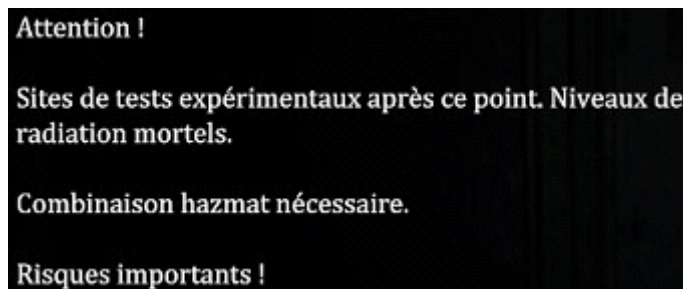 Attention !
Sites de tests expérimentaux après ce point. Niveaux de
radiation mortels.
Combinaison hazmat nécessaire.
Risques importants !